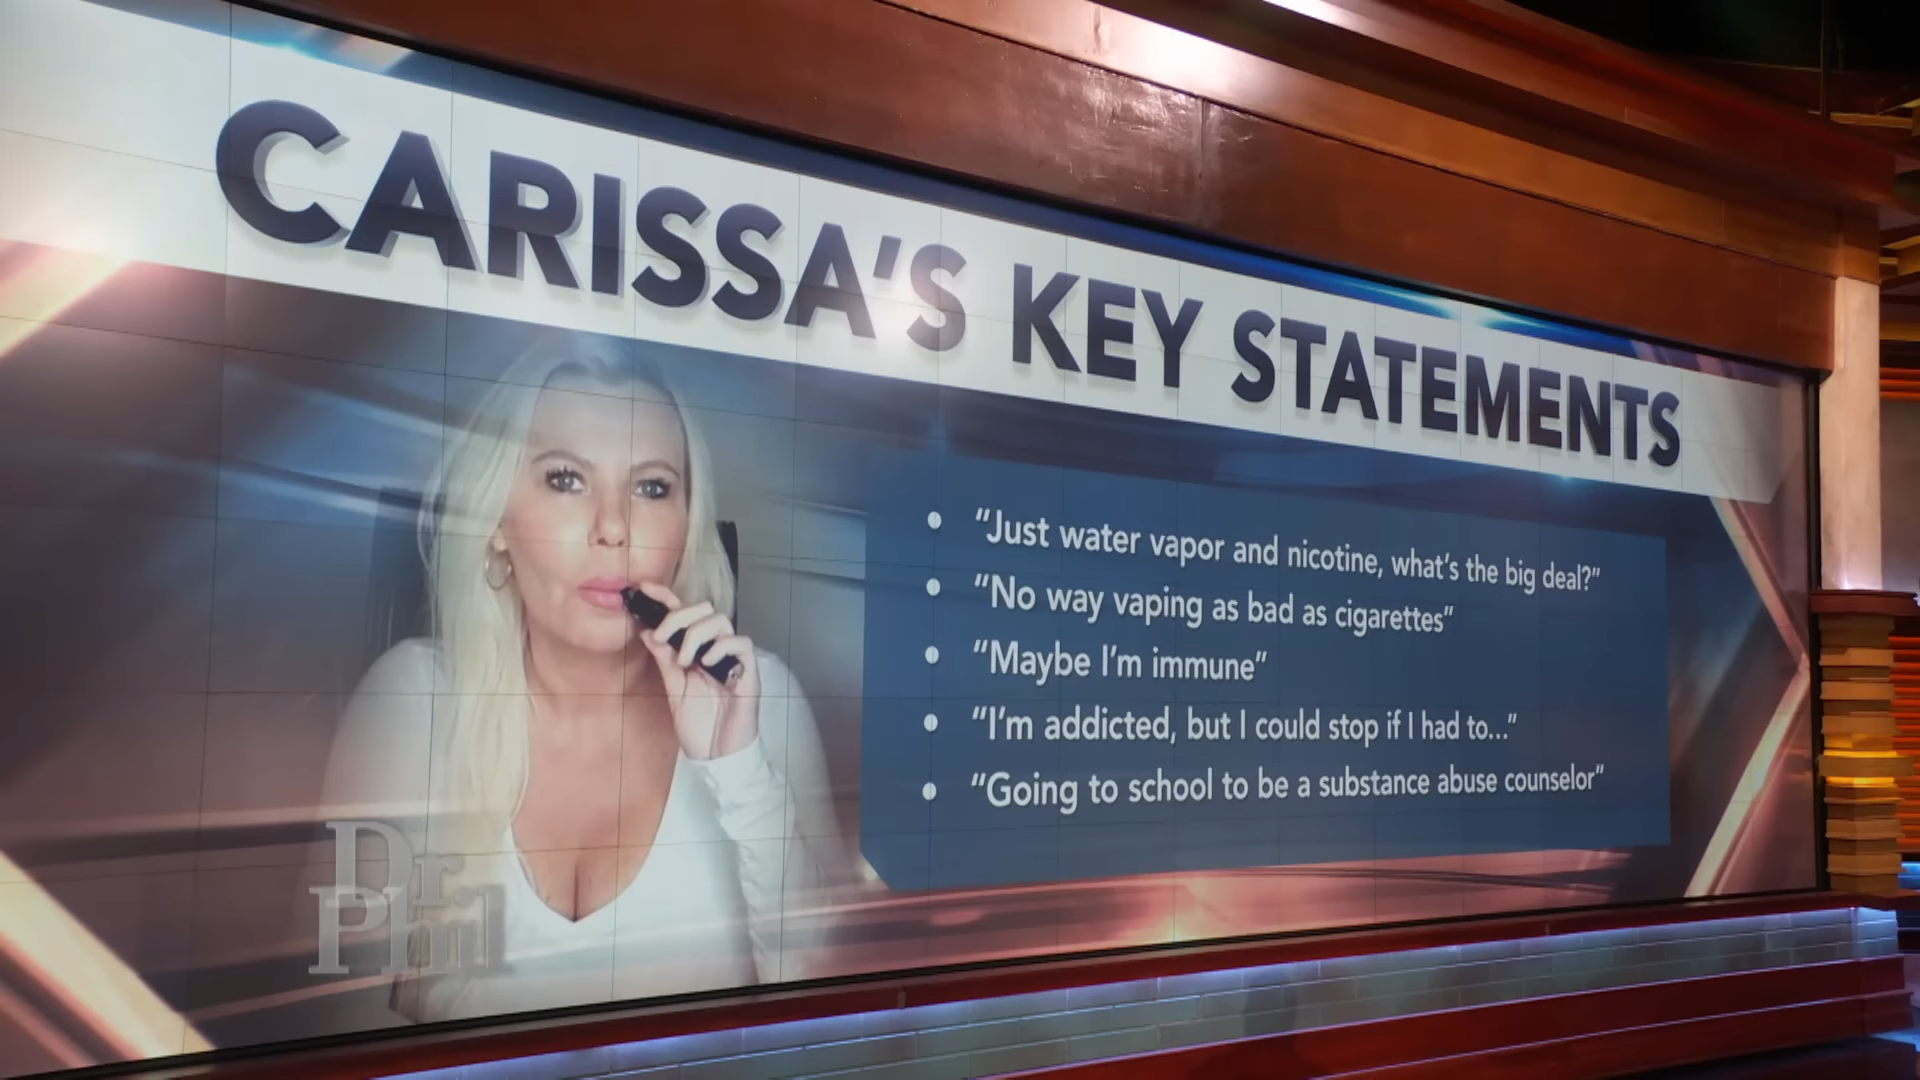 CARISSA'S KEY STATEMENTS
• “Just water vapor and nicotine, what's the big deal?”
• “No way vaping as bad as cigarettes”
• “Maybe I'm immune”
• “I'm addicted, but I could stop if I had to...”
• “Going to school to be a substance abuse counselor”
Dr.
Phil